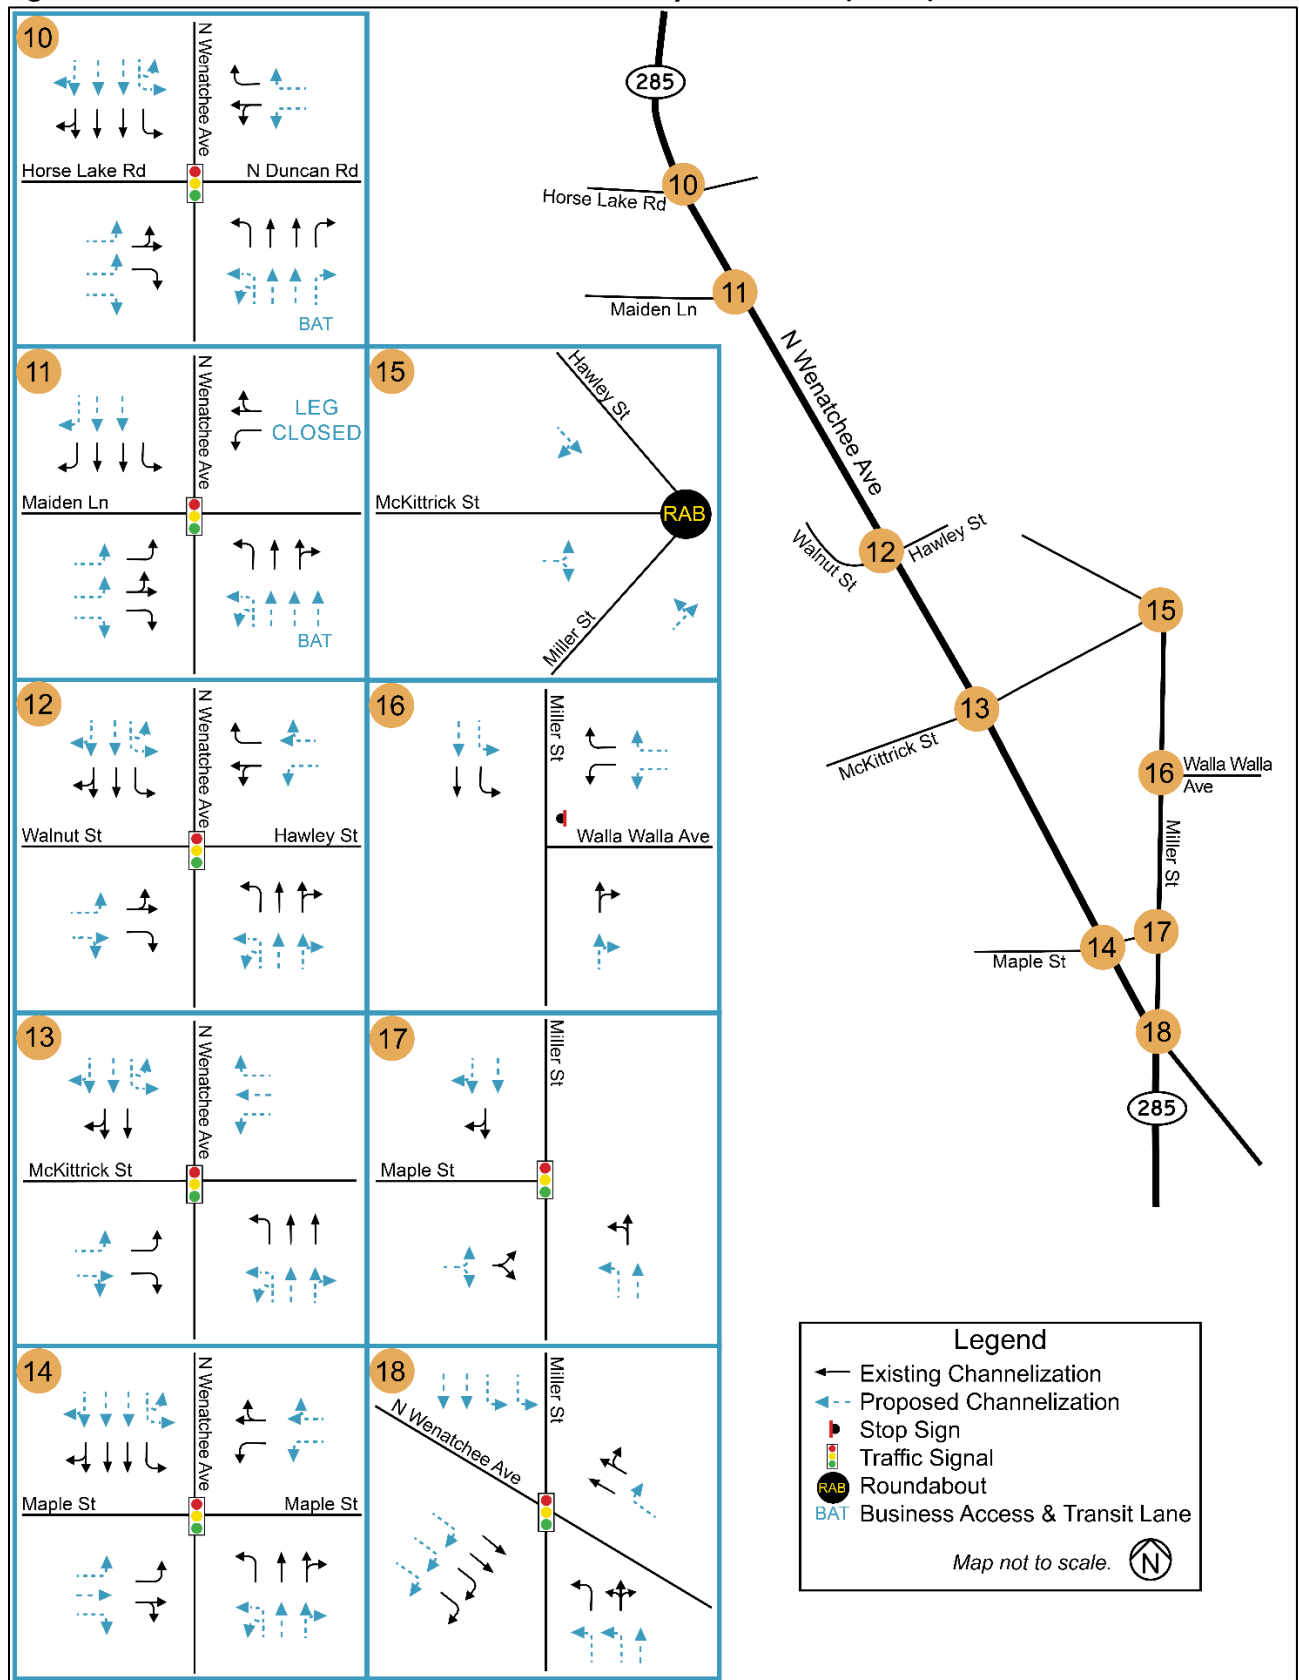 10
N Wenatchee Ave
Horse Lake Rd
N Duncan Rd
BAT
11
N Wenatchee Ave
LEG
CLOSED
Maiden Ln
BAT
12
N Wenatchee Ave
Walnut St
Hawley St
13
N Wenatchee Ave
McKittrick St
14
N Wenatchee Ave
Maple St
Maple St
15
Hawley St
McKittrick St
RAB
Miller St
16
Miller St
Walla Walla Ave
17
Miller St
Maple St
18
Miller St
N Wenatchee Ave
285
10
Horse Lake Rd
11
Maiden Ln
N Wenatchee Ave
12
Walnut St
Hawley St
15
13
McKittrick St
16
Walla Walla
Ave
Miller St
17
14
Maple St
18
285
Legend
Existing Channelization
Proposed Channelization
Stop Sign
Traffic Signal
RAB Roundabout
BAT Business Access & Transit Lane
Map not to scale.
N